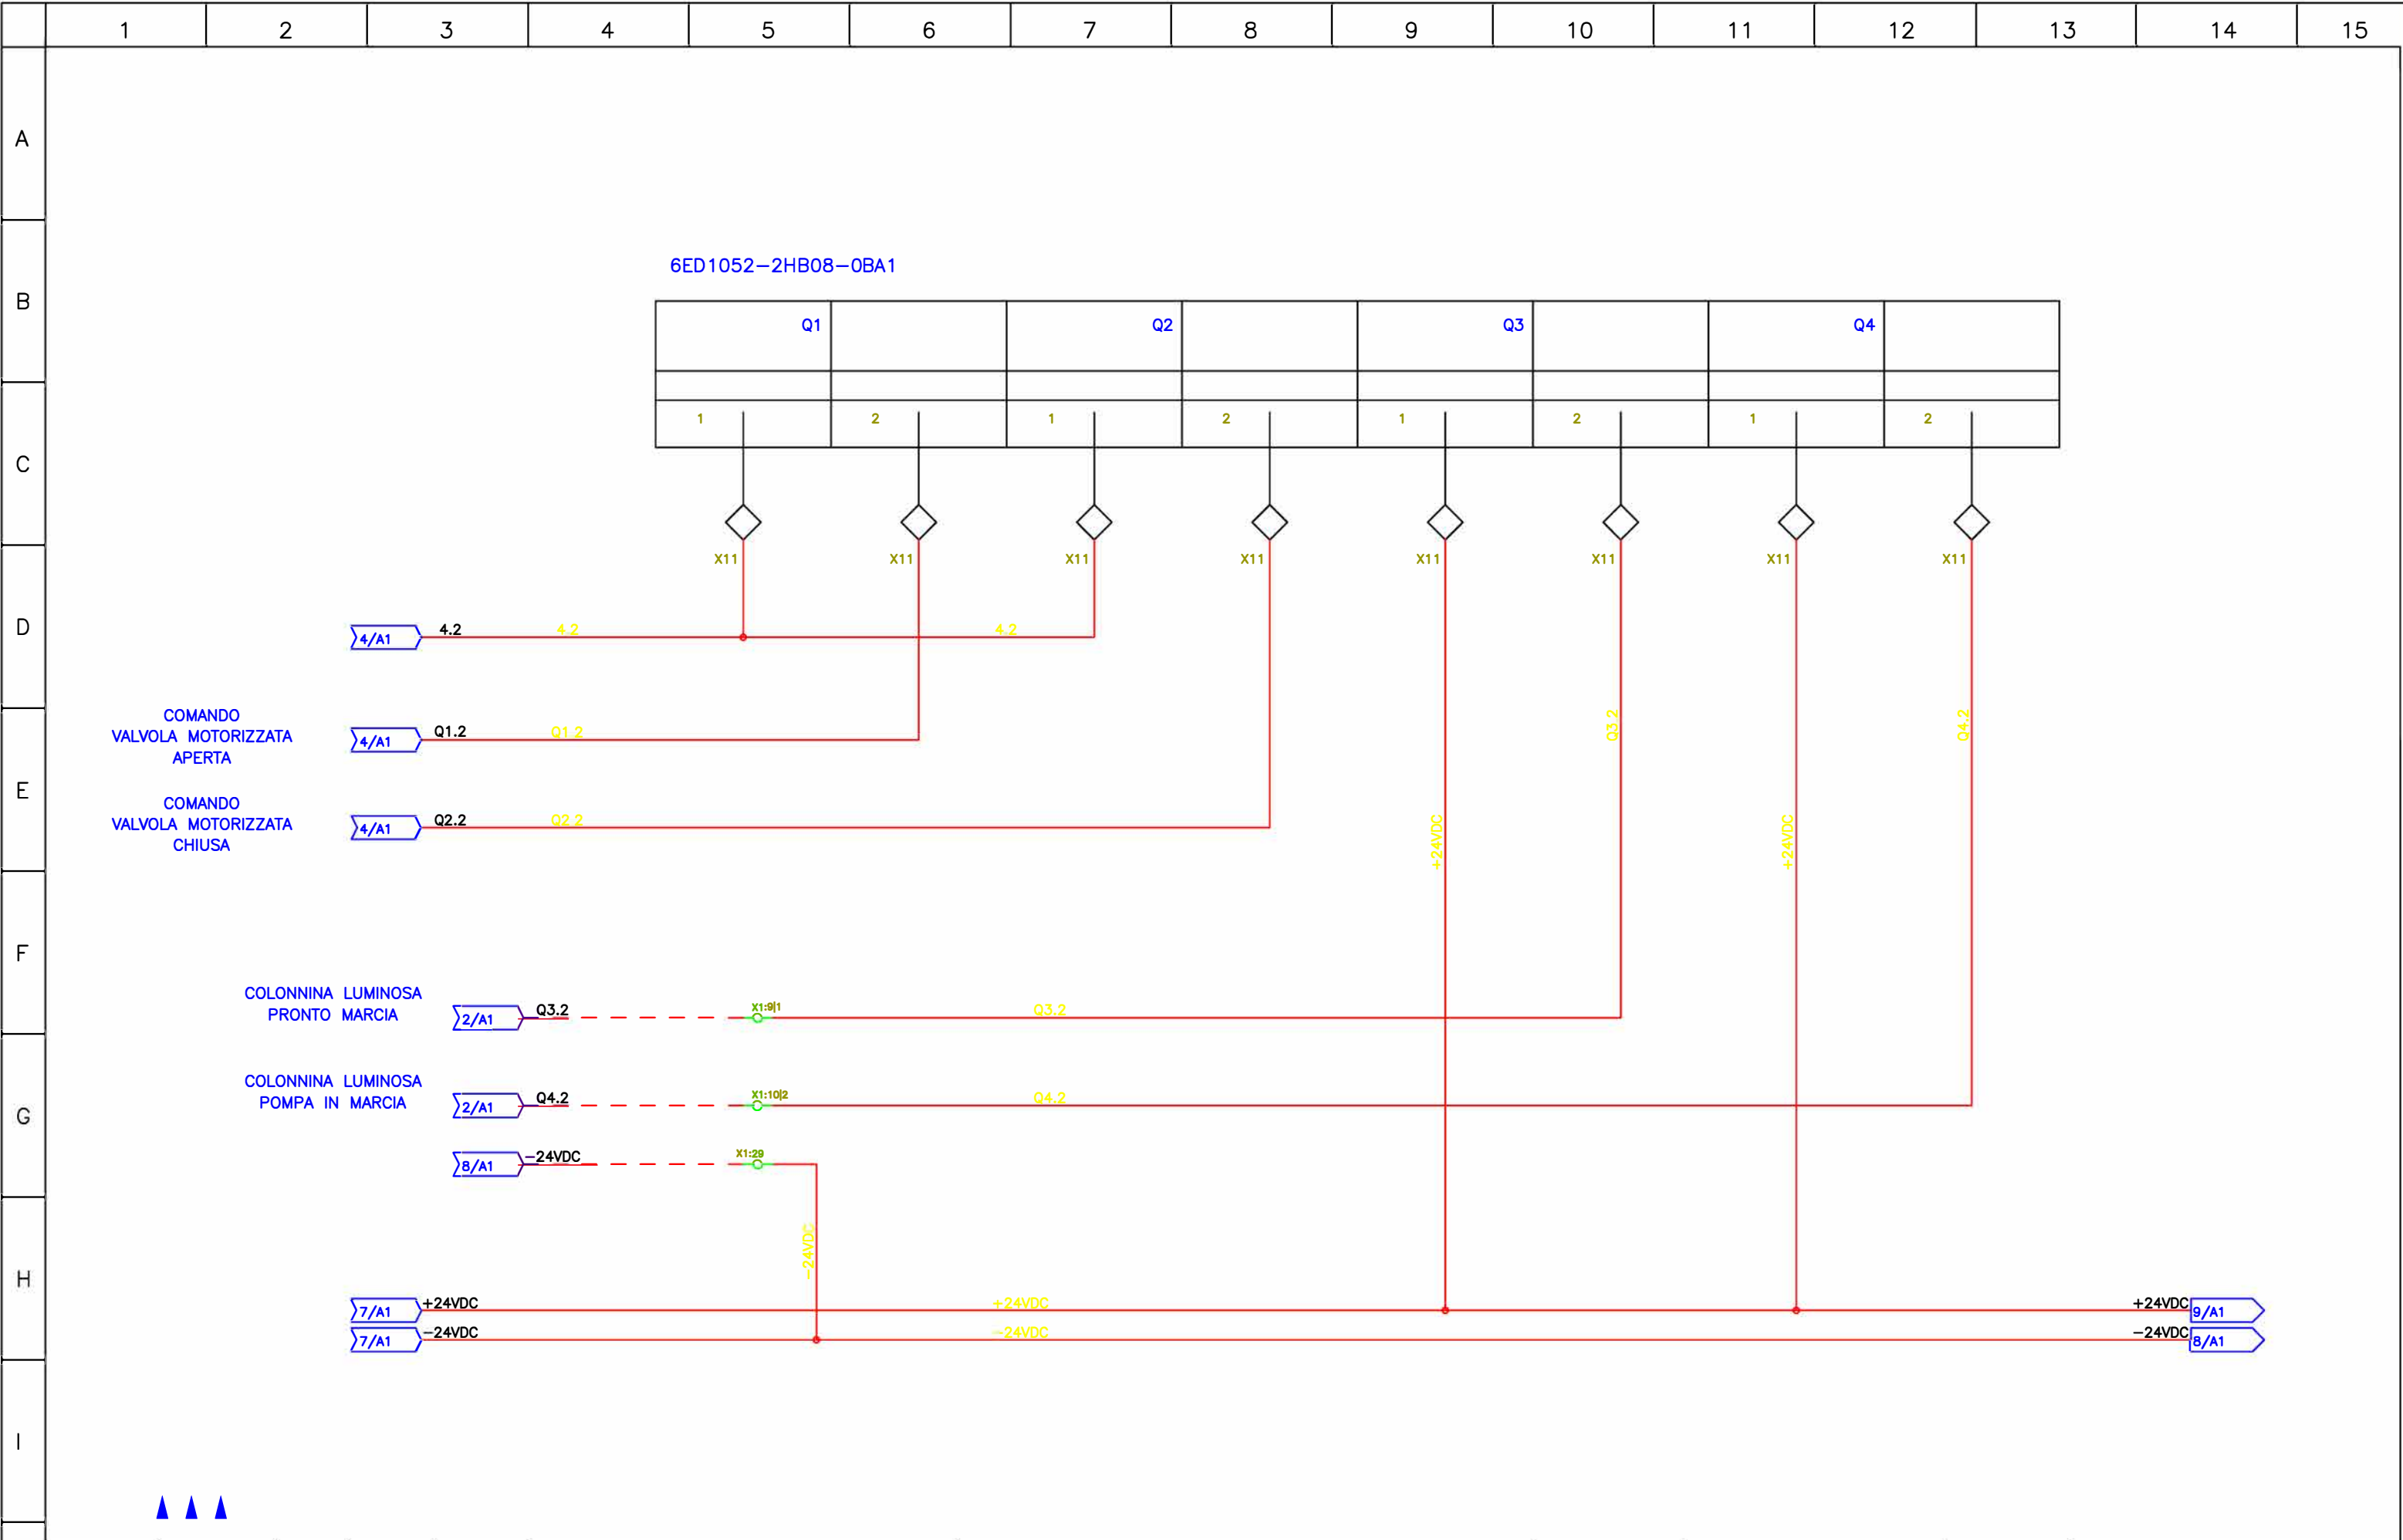 1 2 3 4 5 6 7 8 9 10 11 12 13 14 15
A
B
6ED1052-2HB08-0BA1
Q1 Q2 Q3 Q4
1 2 1 2 1 2 1 2
C
X11 X11 X11 X11 X11 X11 X11 X11
D
4/A1 4.2 4.2 4.2
COMANDO
VALVOLA MOTORIZZATA
APERTA
4/A1 Q1.2 Q1.2
Q3.2
Q4.2
E
COMANDO
VALVOLA MOTORIZZATA
CHIUSA
4/A1 Q2.2 Q2.2
+24VDC
+24VDC
F
COLONNINA LUMINOSA
PRONTO MARCIA
2/A1 Q3.2 X1:9|1 Q3.2
COLONNINA LUMINOSA
POMPA IN MARCIA
2/A1 Q4.2 X1:10|2 Q4.2
G
8/A1 -24VDC X1:29
-24VDC
H
7/A1 +24VDC +24VDC +24VDC 9/A1
7/A1 -24VDC -24VDC -24VDC 8/A1
I